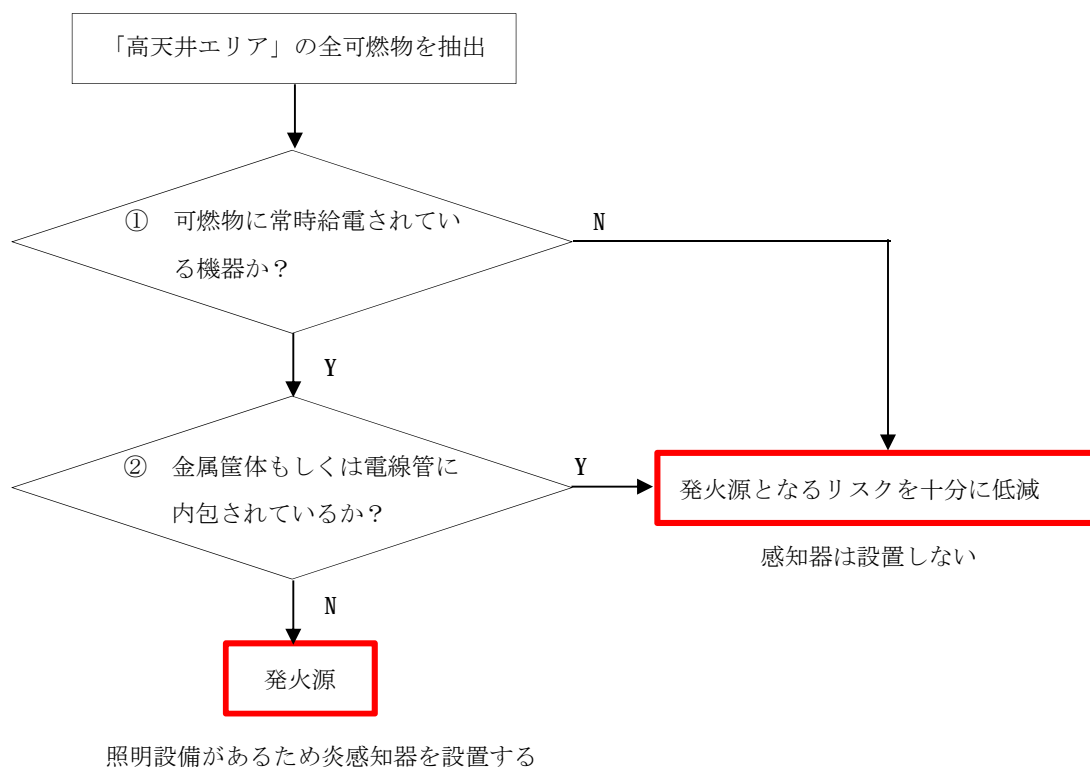 「高天井エリア」の全可燃物を抽出
① 可燃物に常時給電されてい
る機器か？
N
Y
② 金属筐体もしくは電線管に
内包されているか？
Y
発火源となるリスクを十分に低減
感知器は設置しない
N
発火源
照明設備があるため炎感知器を設置する